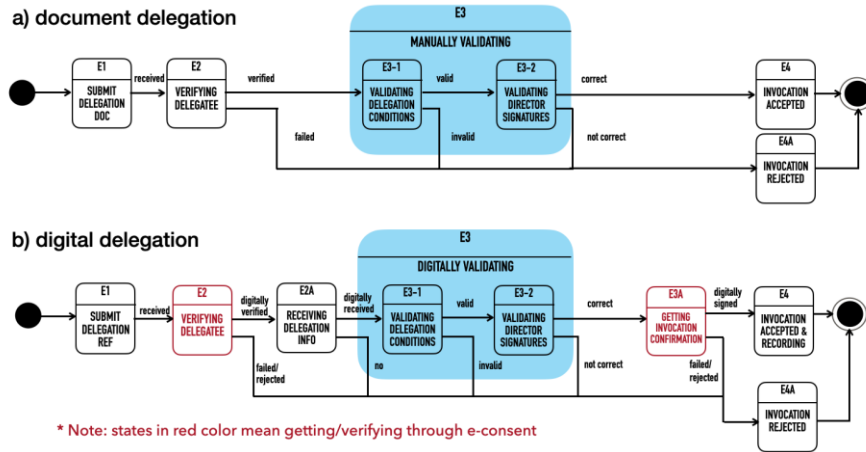 a) document delegation
E3
MANUALLY VALIDATING
E1
SUBMIT
DELEGATION
DOC
received
E2
VERIFYING
DELEGATEE
verified
failed
E3-1
VALIDATING
DELEGATION
CONDITIONS
valid
invalid
E3-2
VALIDATING
DIRECTOR
SIGNATURES
correct
not correct
E4
INVOCATION
ACCEPTED
E4A
INVOCATION
REJECTED
b) digital delegation
E3
DIGITALLY VALIDATING
E1
SUBMIT
DELEGATION
REF
received
E2
VERIFYING
DELEGATEE
digitally
verified
failed/
rejected
E2A
RECEIVING
DELEGATION
INFO
digitally
received
no
E3-1
VALIDATING
DELEGATION
CONDITIONS
valid
invalid
E3-2
VALIDATING
DIRECTOR
SIGNATURES
correct
not correct
E3A
GETTING
INVOCATION
CONFIRMATION
digitally
signed
failed/
rejected
E4
INVOCATION
ACCEPTED &
RECORDING
E4A
INVOCATION
REJECTED
* Note: states in red color mean getting/verifying through e-consent